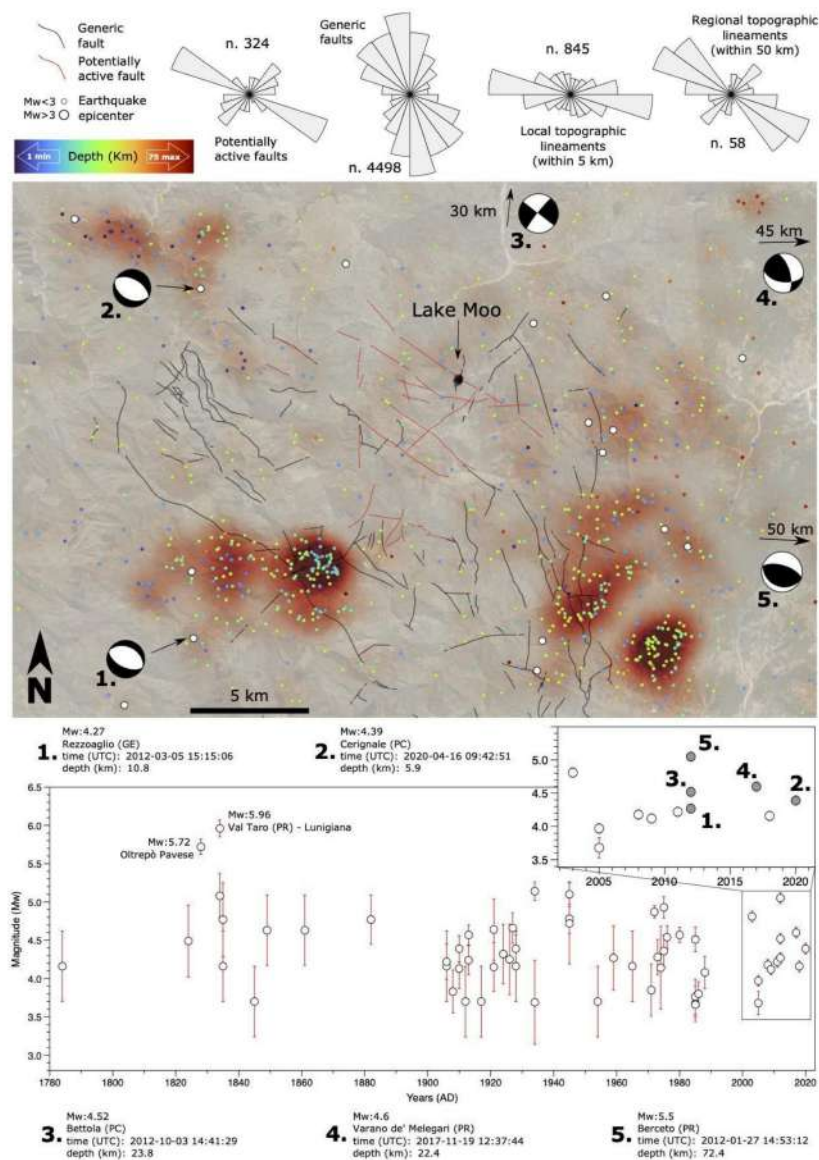 Generic
fault
Potentially
active fault
Mw<3 Earthquake
Mw>3 epicenter
1 min Depth (Km) 75 max
n. 324
Potentially
active faults
Generic
faults
n. 4498
n. 845
Local topographic
lineaments
(within 5 km)
Regional topographic
lineaments
(within 50 km)
n. 58
30 km
3.
45 km
4.
2.
Lake Moo
50 km
5.
1.
N
5 km
1.
Mw:4.27
Rezzoaglio (GE)
time (UTC): 2012-03-05 15:15:06
depth (km): 10.8
2.
Mw:4.39
Cerignale (PC)
time (UTC): 2020-04-16 09:42:51
depth (km): 5.9
5.0
4.5
4.0
3.5
5.
3.
1.
4.
2.
2005 2010 2015 2020
Magnitude (Mw)
6.5
6.0
5.5
5.0
4.5
4.0
3.5
3.0
Mw:5.96
Val Taro (PR) - Lunigiana
Mw:5.72
Oltrepò Pavese
1780 1800 1820 1840 1860 1880 1900 1920 1940 1960 1980 2000 2020
Years (AD)
3.
Mw:4.52
Bettola (PC)
time (UTC): 2012-10-03 14:41:29
depth (km): 23.8
4.
Mw:4.6
Varano de' Melegari (PR)
time (UTC): 2017-11-19 12:37:44
depth (km): 22.4
5.
Mw:5.5
Berceto (PR)
time (UTC): 2012-01-27 14:53:12
depth (km): 72.4